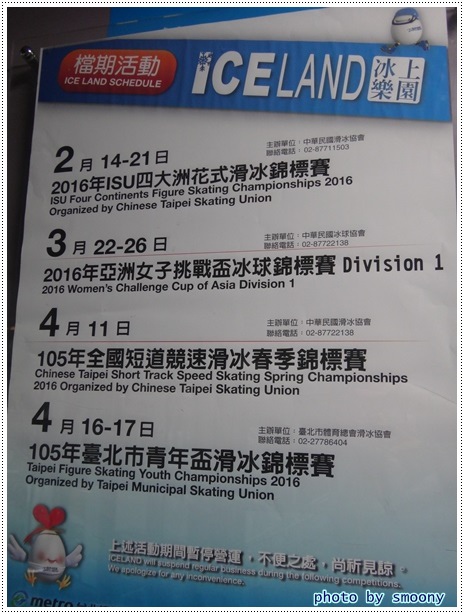 檔期活動
ICE LAND SCHEDULE
iCELAND 冰上樂園
主辦單位：中華民國滑冰協會
聯絡電話：02-87711503
2月 14-21日
2016年ISU四大洲花式滑冰錦標賽
ISU Four Continents Figure Skating Championships 2016
Organized by Chinese Taipei Skating Union
主辦單位：中華民國冰球協會
聯絡電話：02-87722138
3月 22-26日
2016年亞洲女子挑戰盃冰球錦標賽 Division 1
2016 Women's Challenge Cup of Asia Division 1
主辦單位：中華民國滑冰協會
聯絡電話：02-87722138
4月 11日
105年全國短道競速滑冰春季錦標賽
Chinese Taipei Short Track Speed Skating Spring Championships
2016 Organized by Chinese Taipei Skating Union
主辦單位：臺北市體育總會滑冰協會
聯絡電話：02-27786404
4月 16-17日
105年臺北市青年盃滑冰錦標賽
Taipei Figure Skating Youth Championships 2016
Organized by Taipei Municipal Skating Union
上述活動期間暫停營運，不便之處，尚祈見諒。
ICELAND will suspend regular business during the following competitions.
We apologize for any inconvenience.
metro
photo by smoony